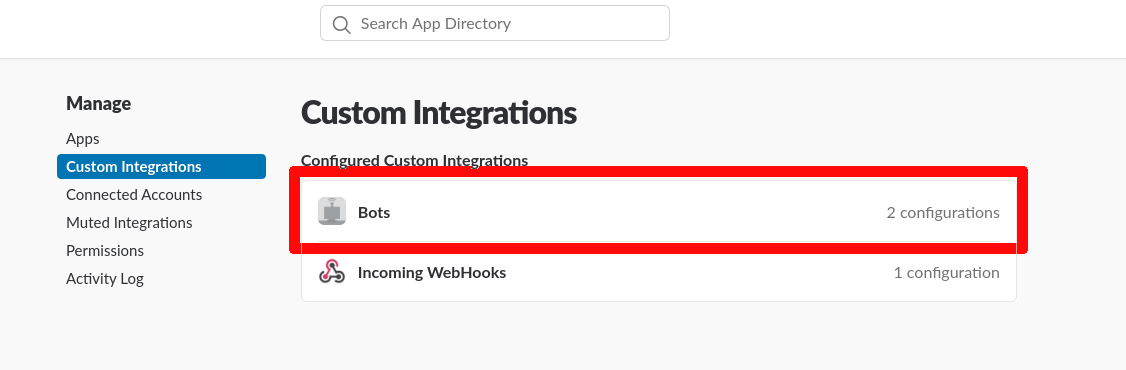 Search App Directory
Manage
Apps
Custom Integrations
Connected Accounts
Muted Integrations
Permissions
Activity Log
Custom Integrations
Configured Custom Integrations
Bots 2 configurations
Incoming WebHooks 1 configuration